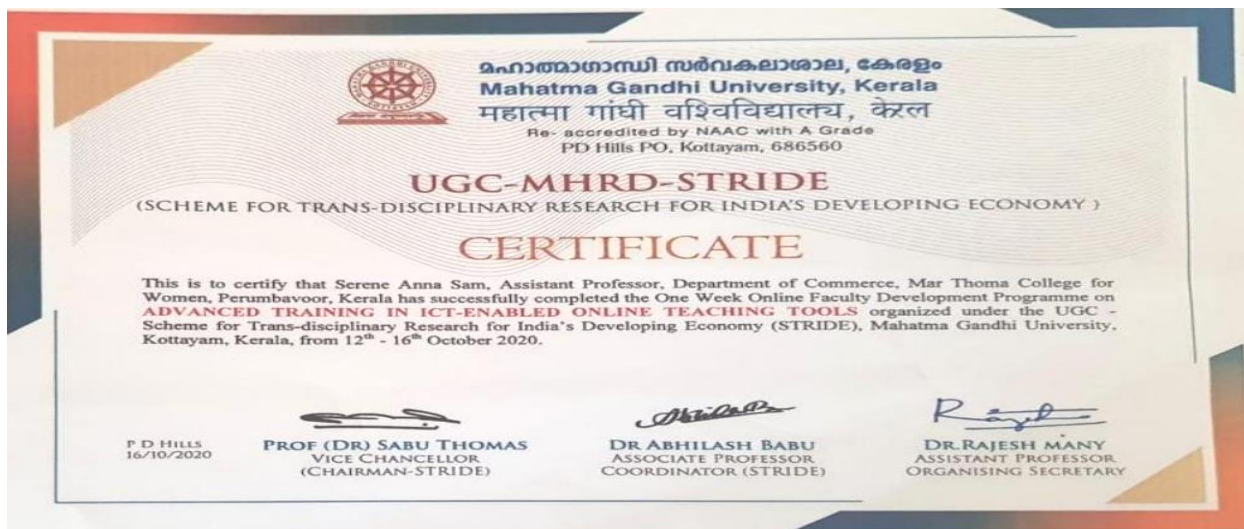 മഹാത്മാഗാന്ധി സർവകലാശാല, കേരളം
Mahatma Gandhi University, Kerala
महात्मा गांधी वश्विवद्यािलय, केरल
Re- accredited by NAAC with A Grade
PD Hills PO, Kottayam, 686560
UGC-MHRD-STRIDE
(SCHEME FOR TRANS-DISCIPLINARY RESEARCH FOR INDIA'S DEVELOPING ECONOMY )
CERTIFICATE
This is to certify that Serene Anna Sam, Assistant Professor, Department of Commerce, Mar Thoma College for
Women, Perumbavoor, Kerala has successfully completed the One Week Online Faculty Development Programme on
ADVANCED TRAINING IN ICT-ENABLED ONLINE TEACHING TOOLS organized under the UGC -
Scheme for Trans-disciplinary Research for India's Developing Economy (STRIDE), Mahatma Gandhi University,
Kottayam, Kerala, from 12th - 16th October 2020.
P D HILLS
16/10/2020
PROF (DR) SABU THOMAS
VICE CHANCELLOR
(CHAIRMAN-STRIDE)
DR ABHILASH BABU
ASSOCIATE PROFESSOR
COORDINATOR (STRIDE)
DR.RAJESH MANY
ASSISTANT PROFESSOR
ORGANISING SECRETARY